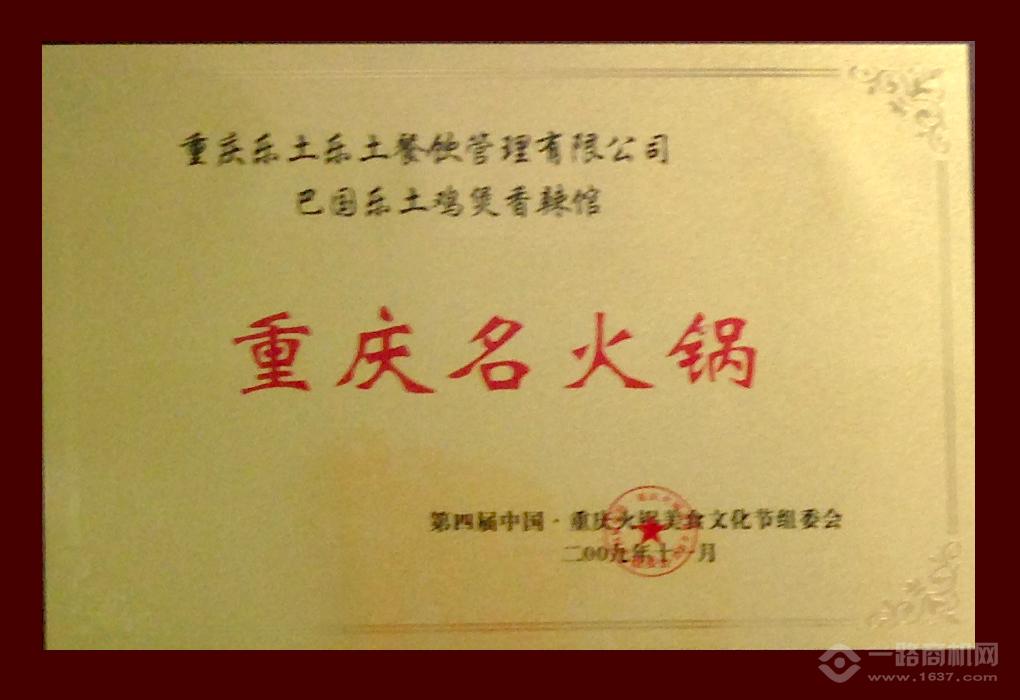 重庆乐土乐土餐饮管理有限公司
巴国乐土鸡煲香辣馆
重庆名火锅
第四届中国·重庆火锅美食文化节组委会
二00九年十一月
一路商机网
www.1637.com